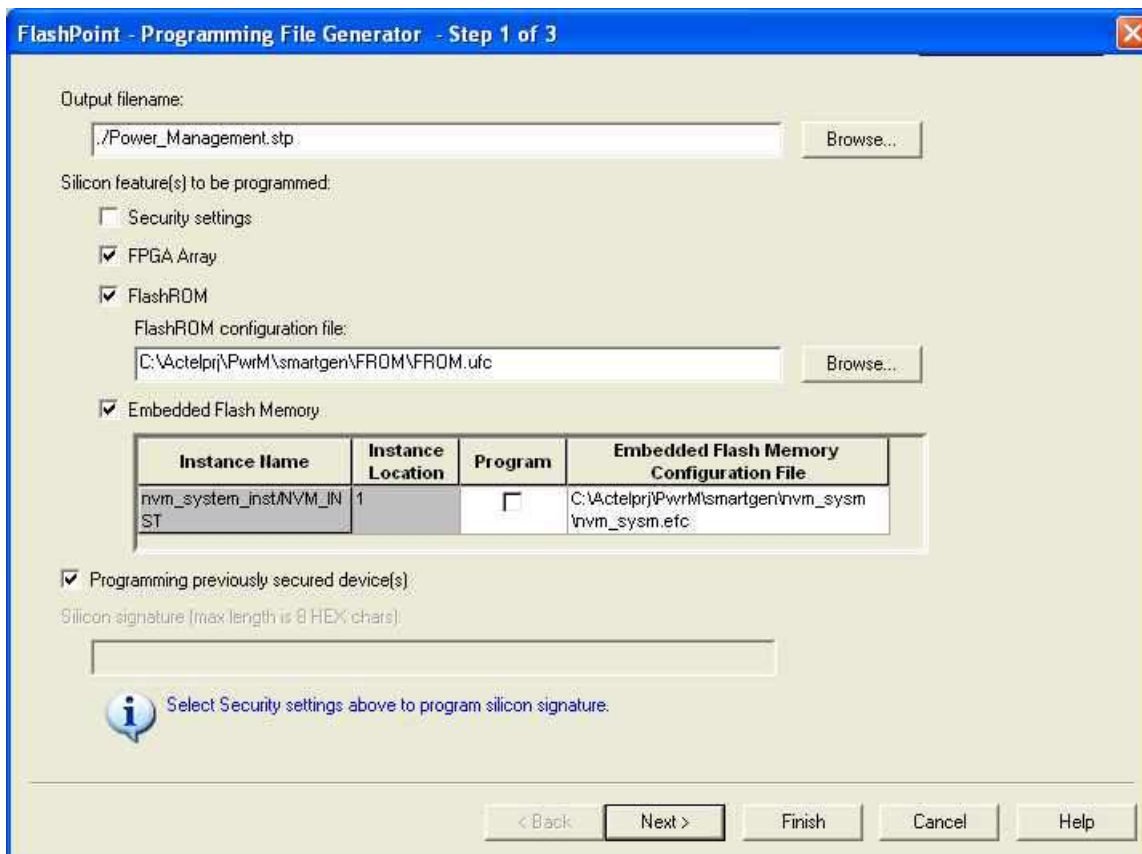 FlashPoint - Programming File Generator - Step 1 of 3
Output filename:
./Power_Management.stp
Browse...
Silicon feature(s) to be programmed:
Security settings
FPGA Array
FlashROM
FlashROM configuration file:
C:\Actelprj\PwrM\smartgen\FROM\FROM.ufc
Browse...
Embedded Flash Memory
Instance Name
Instance
Location
Program
Embedded Flash Memory
Configuration File
nvm_system_inst/NVM_IN
ST
1
C:\Actelprj\PwrM\smartgen\nvm_sysm
\nvm_sysm.efc
Programming previously secured device(s)
Silicon signature (max length is 8 HEX chars):
Select Security settings above to program silicon signature.
< Back
Next >
Finish
Cancel
Help